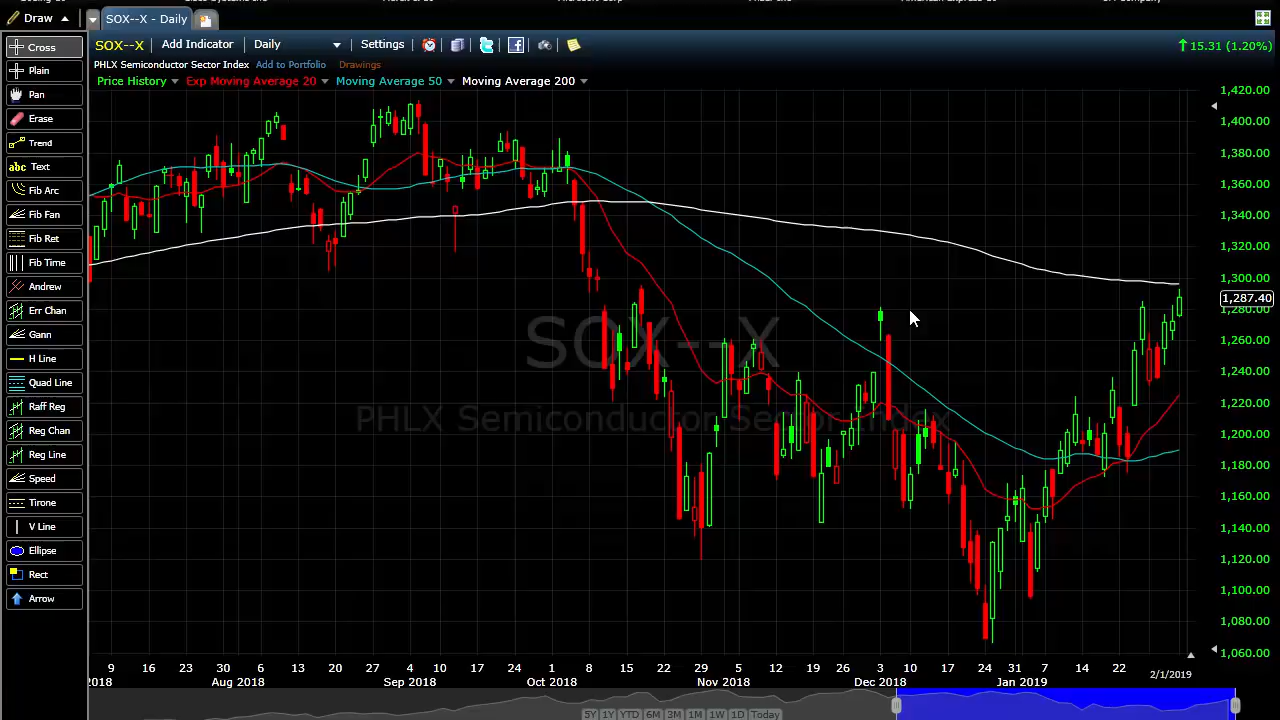 Draw
SOX--X - Daily
SOX--X Add Indicator Daily Settings 15.31 (1.20%)
PHLX Semiconductor Sector Index Add to Portfolio Drawings
Price History Exp Moving Average 20 Moving Average 50 Moving Average 200
Cross
Plain
Pan
Erase
Trend
abc Text
Fib Arc
Fib Fan
Fib Ret
Fib Time
Andrew
Err Chan
Gann
H Line
Quad Line
Raff Reg
Reg Chan
Reg Line
Speed
Tirone
V Line
Ellipse
Rect
Arrow
SOX--X
PHLX Semiconductor Sector Index
1,420.00
1,400.00
1,380.00
1,360.00
1,340.00
1,320.00
1,300.00
1,287.40
1,280.00
1,260.00
1,240.00
1,220.00
1,200.00
1,180.00
1,160.00
1,140.00
1,120.00
1,100.00
1,080.00
1,060.00
9 16 23 30 6 13 20 27 4 10 17 24 1 8 15 22 29 5 12 19 26 3 10 17 24 31 7 14 22
2018 Aug 2018 Sep 2018 Oct 2018 Nov 2018 Dec 2018 Jan 2019 2/1/2019
5Y 1Y YTD 6M 3M 1M 1W 1D Today